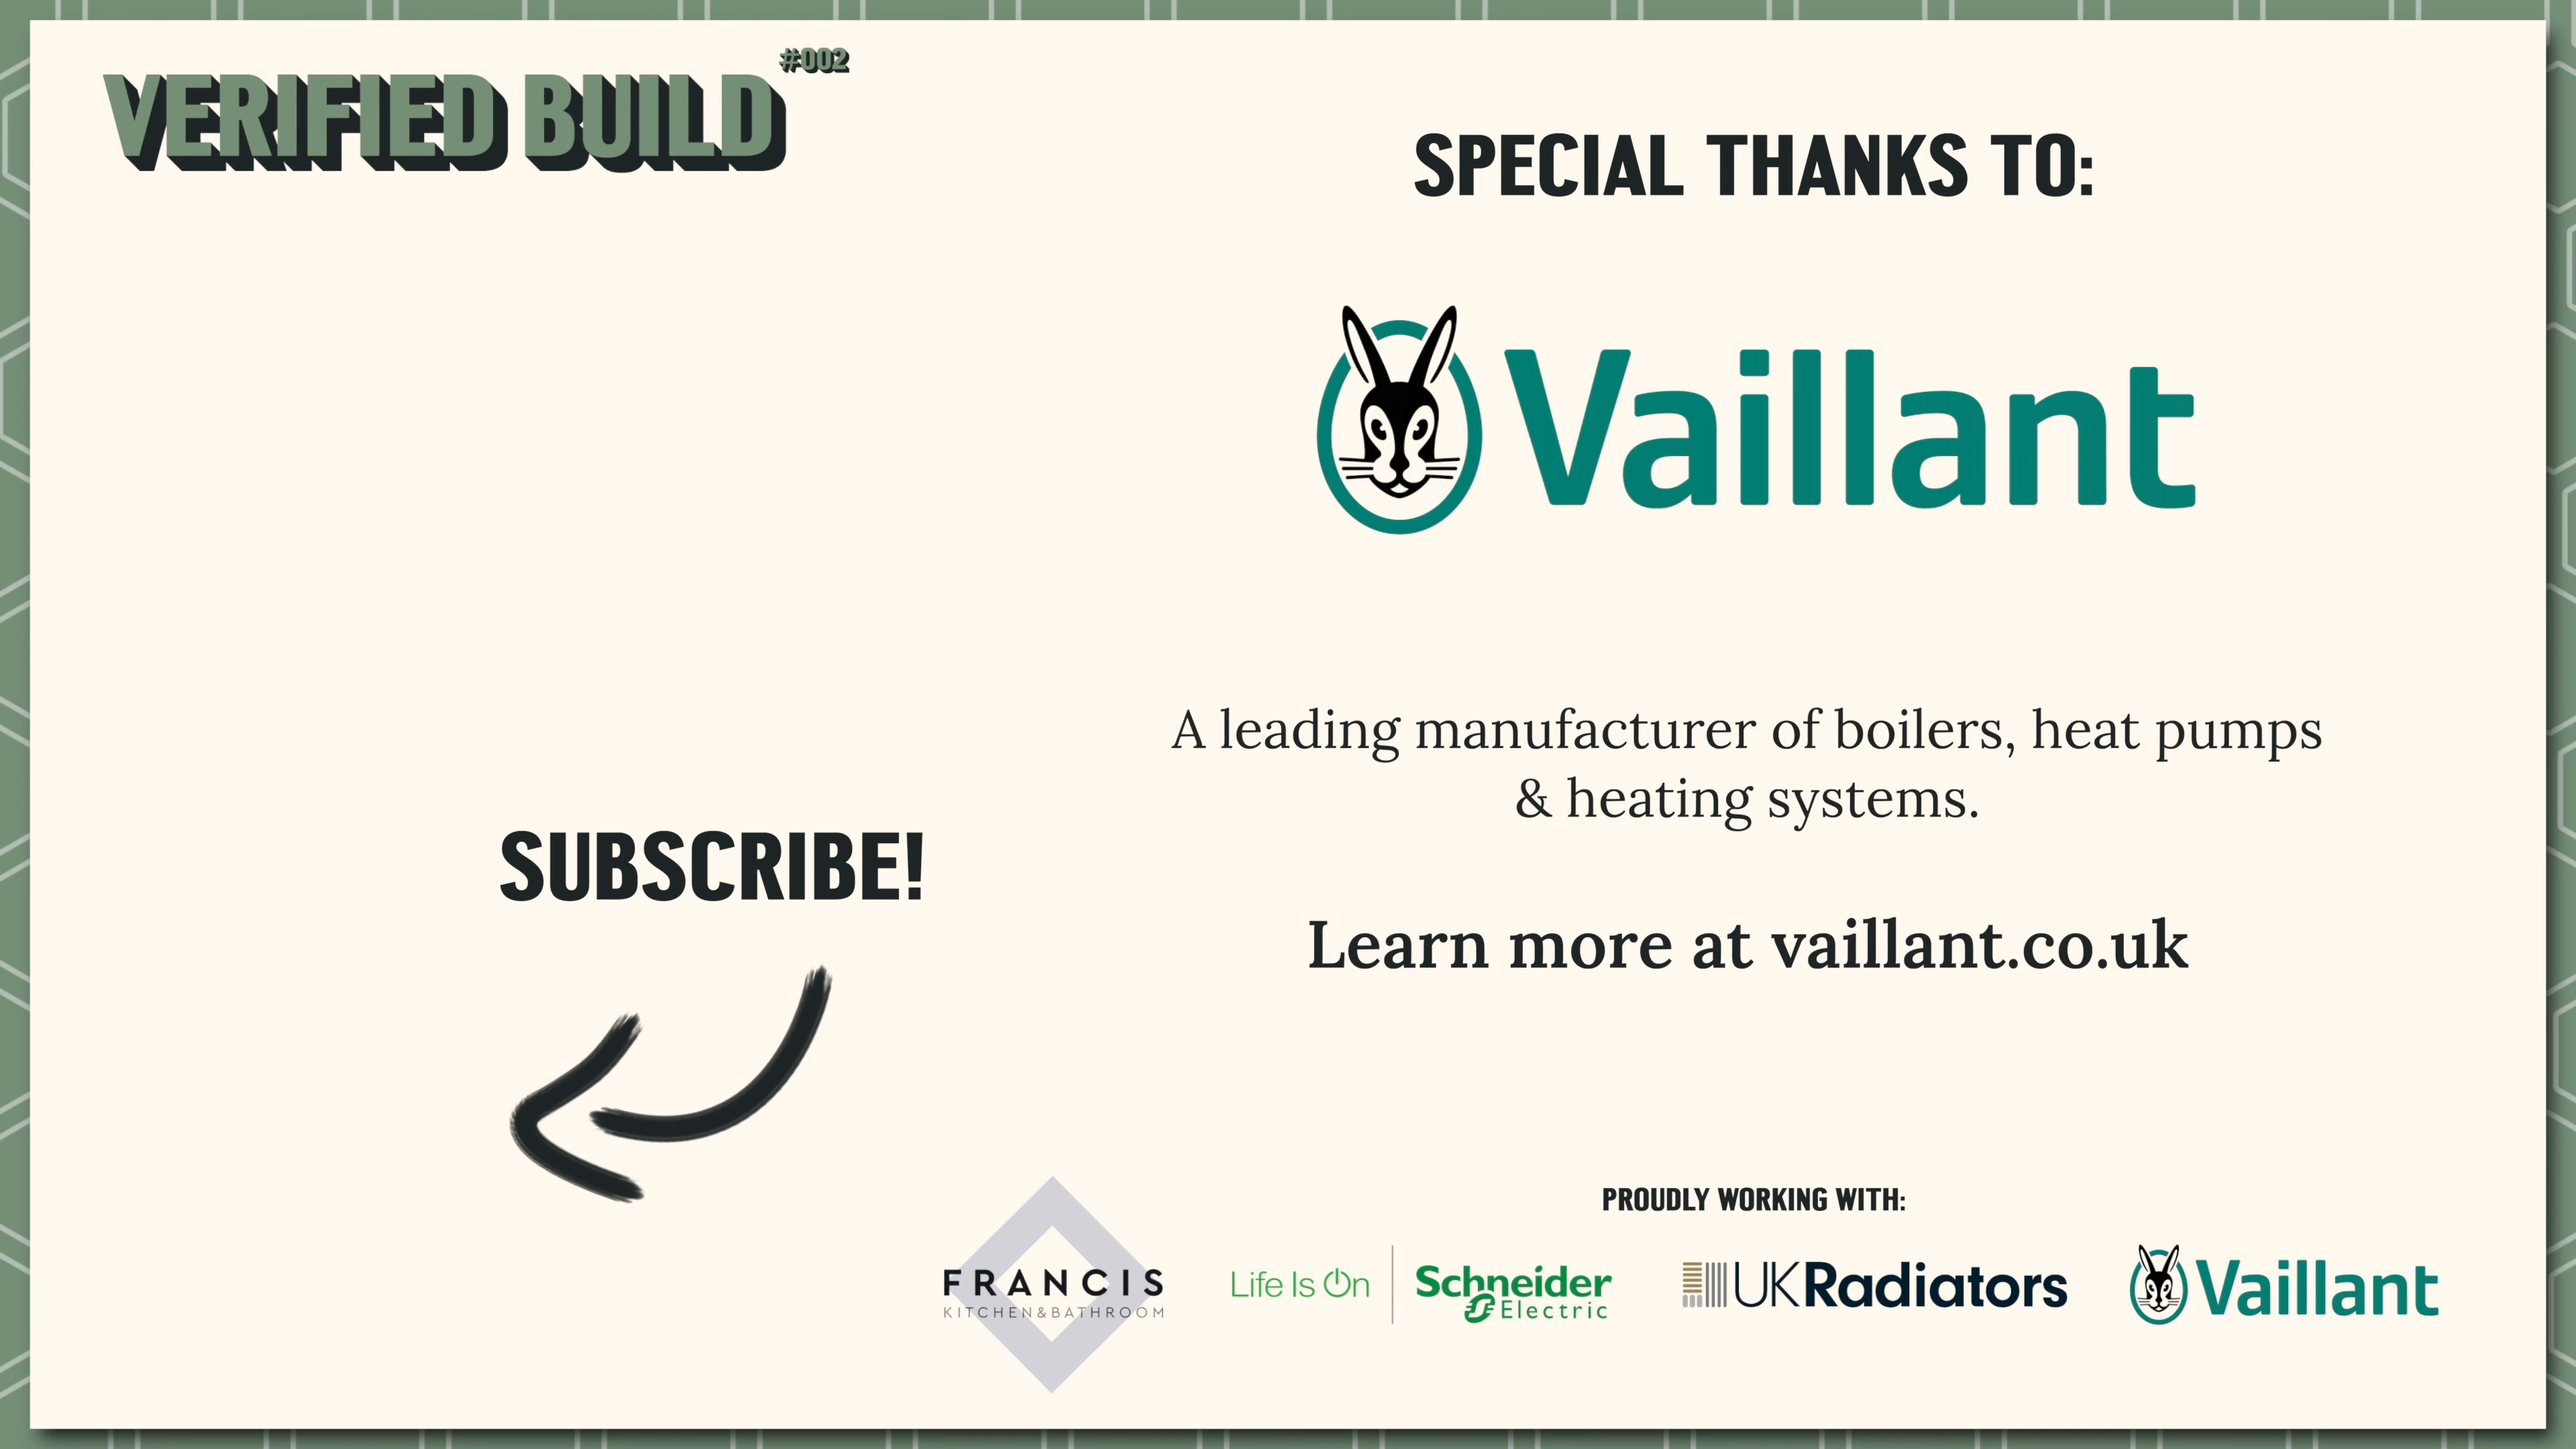 #002
VERIFIED BUILD
SPECIAL THANKS TO:
Vaillant
A leading manufacturer of boilers, heat pumps
& heating systems.
Learn more at vaillant.co.uk
SUBSCRIBE!
PROUDLY WORKING WITH:
FRANCIS
KITCHEN&BATHROOM
Life Is On
Schneider
Electric
UKRadiators
Vaillant